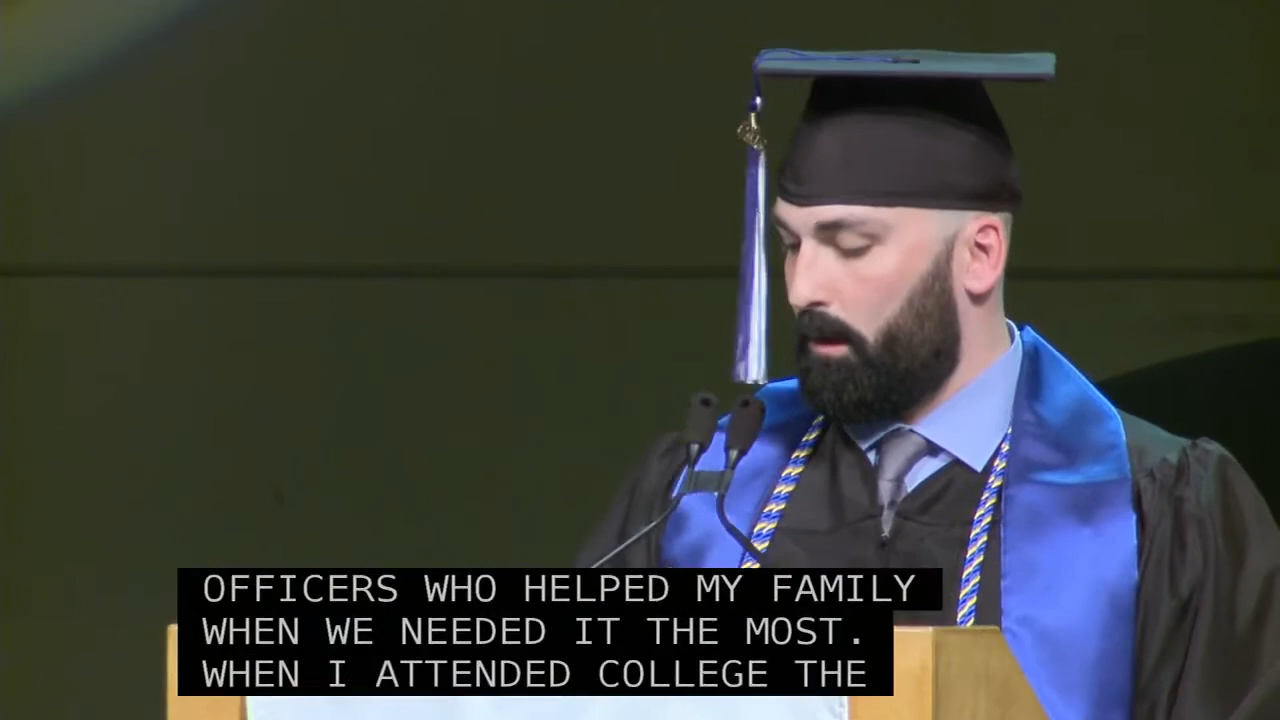 OFFICERS WHO HELPED MY FAMILY
WHEN WE NEEDED IT THE MOST.
WHEN I ATTENDED COLLEGE THE